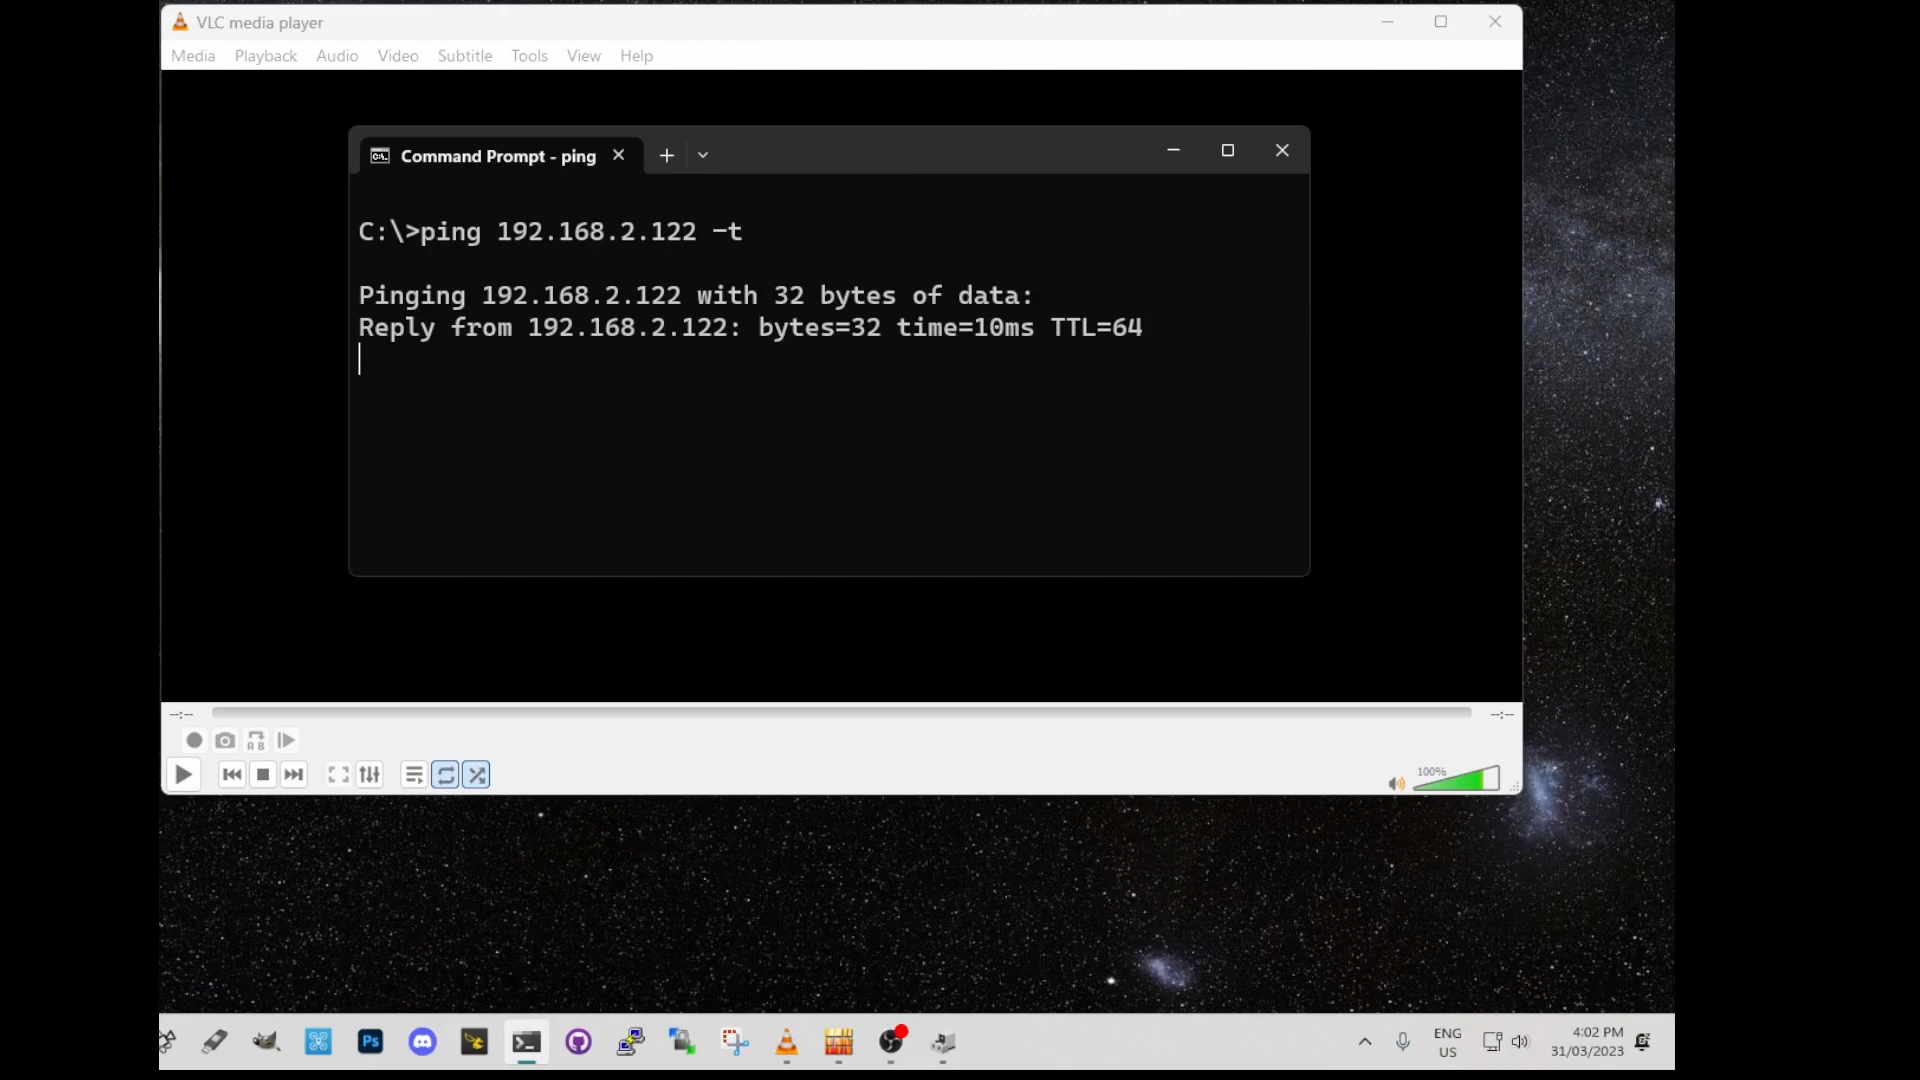 VLC media player
Media Playback Audio Video Subtitle Tools View Help
Command Prompt - ping
C:\>ping 192.168.2.122 -t
Pinging 192.168.2.122 with 32 bytes of data:
Reply from 192.168.2.122: bytes=32 time=10ms TTL=64
--:-- --:--
A B
100%
Ps
ENG
US
4:02 PM
31/03/2023